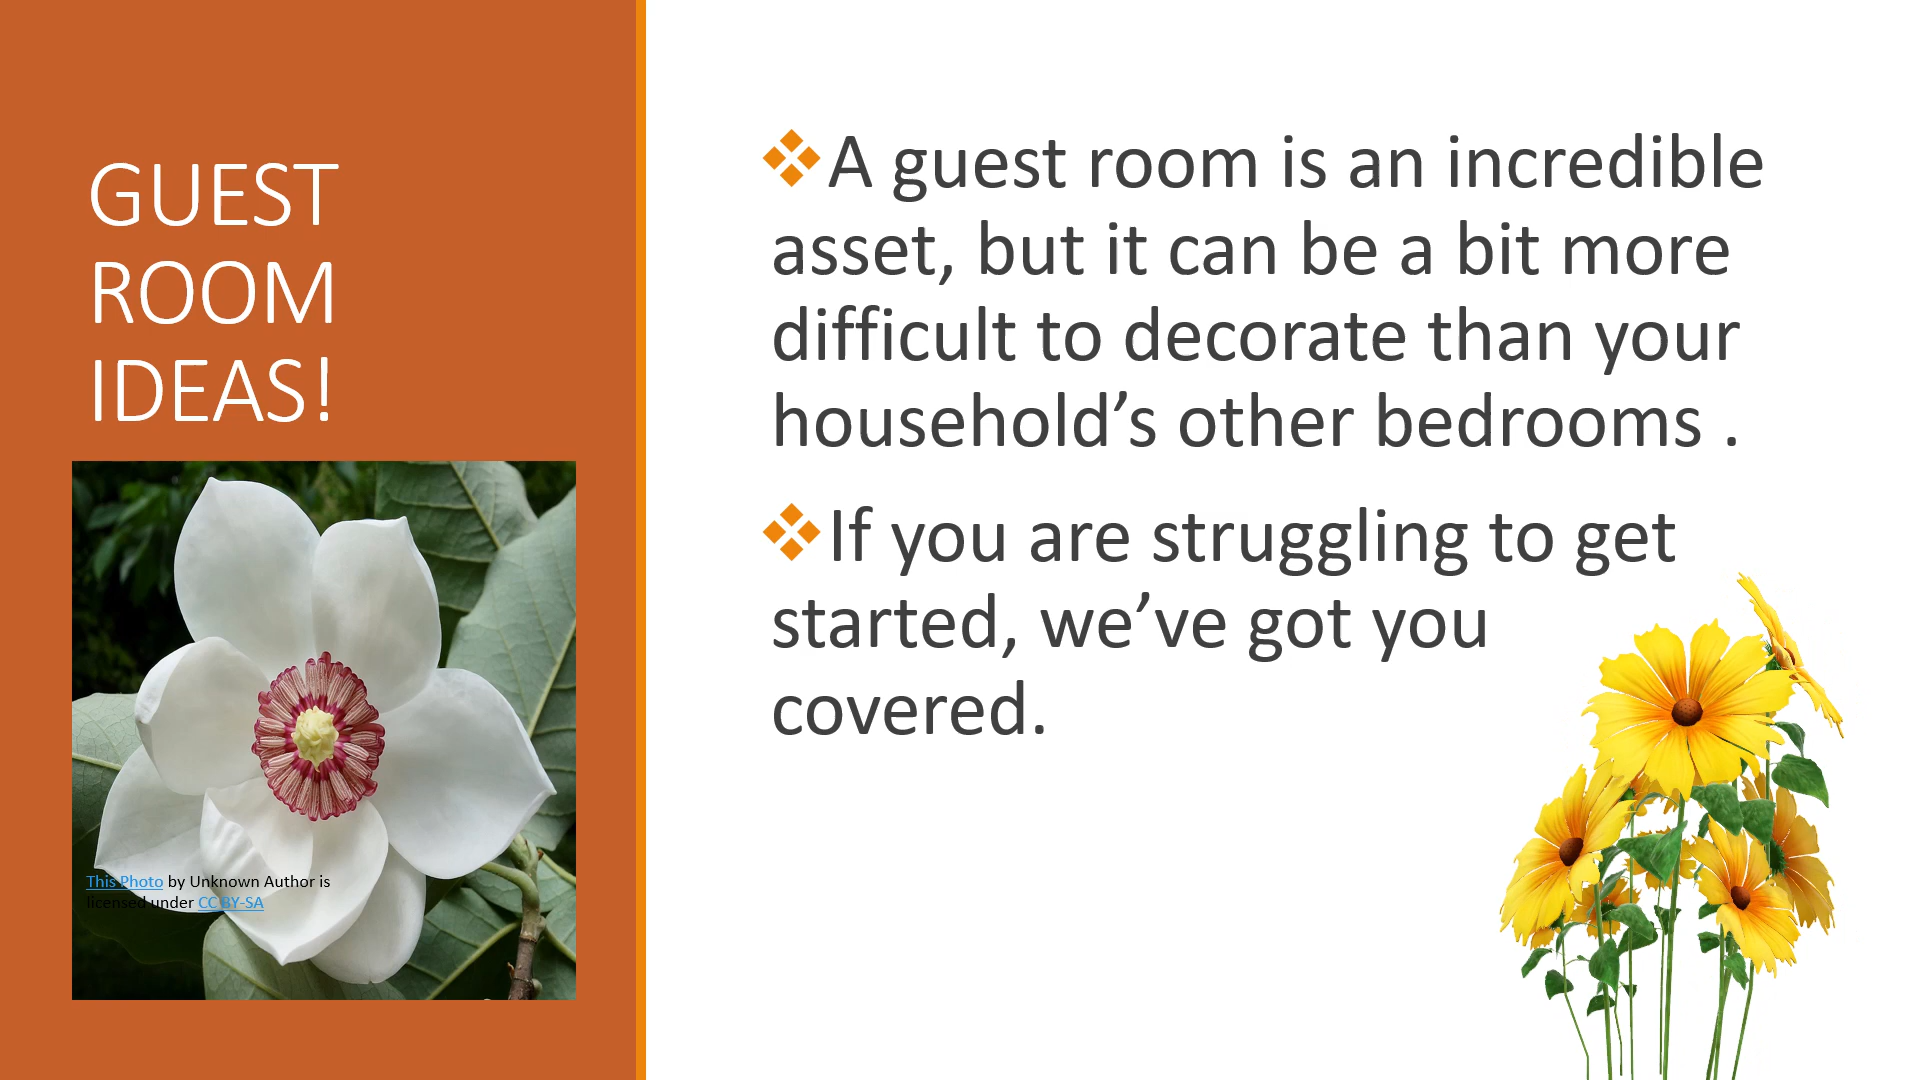 GUEST
ROOM
IDEAS!
This Photo by Unknown Author is
licensed under CC BY-SA
❖A guest room is an incredible
asset, but it can be a bit more
difficult to decorate than your
household’s other bedrooms .
❖If you are struggling to get
started, we’ve got you
covered.